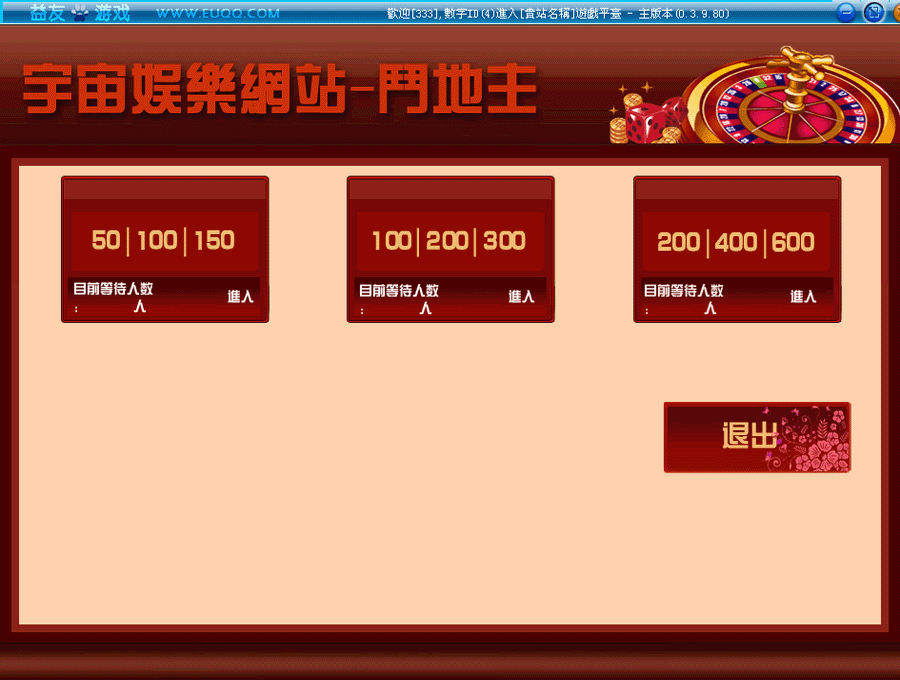 益友 游戏 WWW.EUOQ.COM 歡迎[333],數字ID(4)進入[貴站名稱]遊戲平臺 - 主版本(0.3.9.80)
宇宙娛樂網站-鬥地主
50|100|150
目前等待人数
: 人
進入
100|200|300
目前等待人数
: 人
進入
200|400|600
目前等待人数
: 人
進入
退出